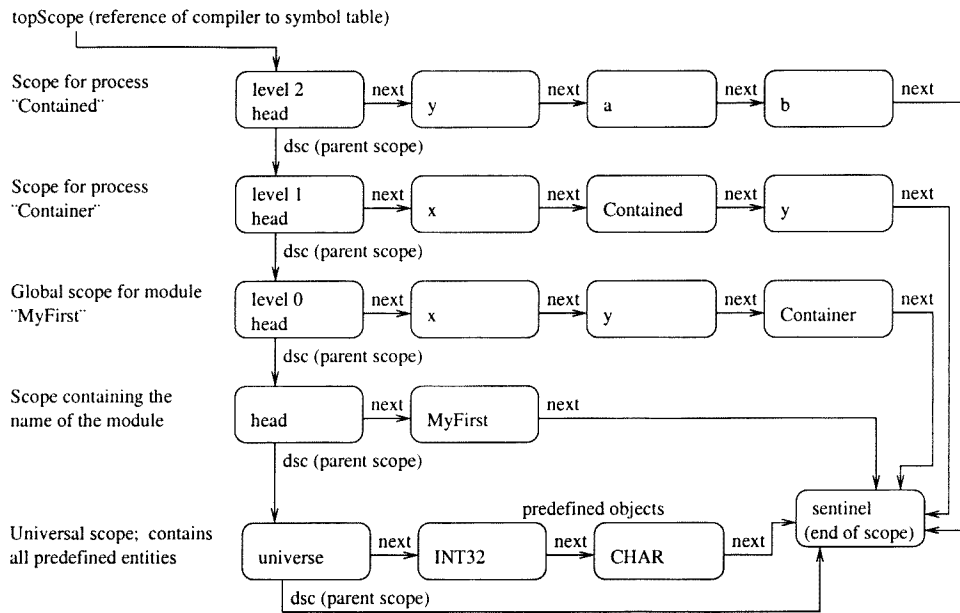 topScope (reference of compiler to symbol table)
Scope for process
"Contained"
level 2
head
next
y
next
a
next
b
next
dsc (parent scope)
Scope for process
"Container"
level 1
head
next
x
next
Contained
next
y
next
dsc (parent scope)
Global scope for module
"MyFirst"
level 0
head
next
x
next
y
next
Container
next
dsc (parent scope)
Scope containing the
name of the module
head
next
MyFirst
next
dsc (parent scope)
predefined objects
sentinel
(end of scope)
Universal scope; contains
all predefined entities
universe
next
INT32
next
CHAR
next
dsc (parent scope)